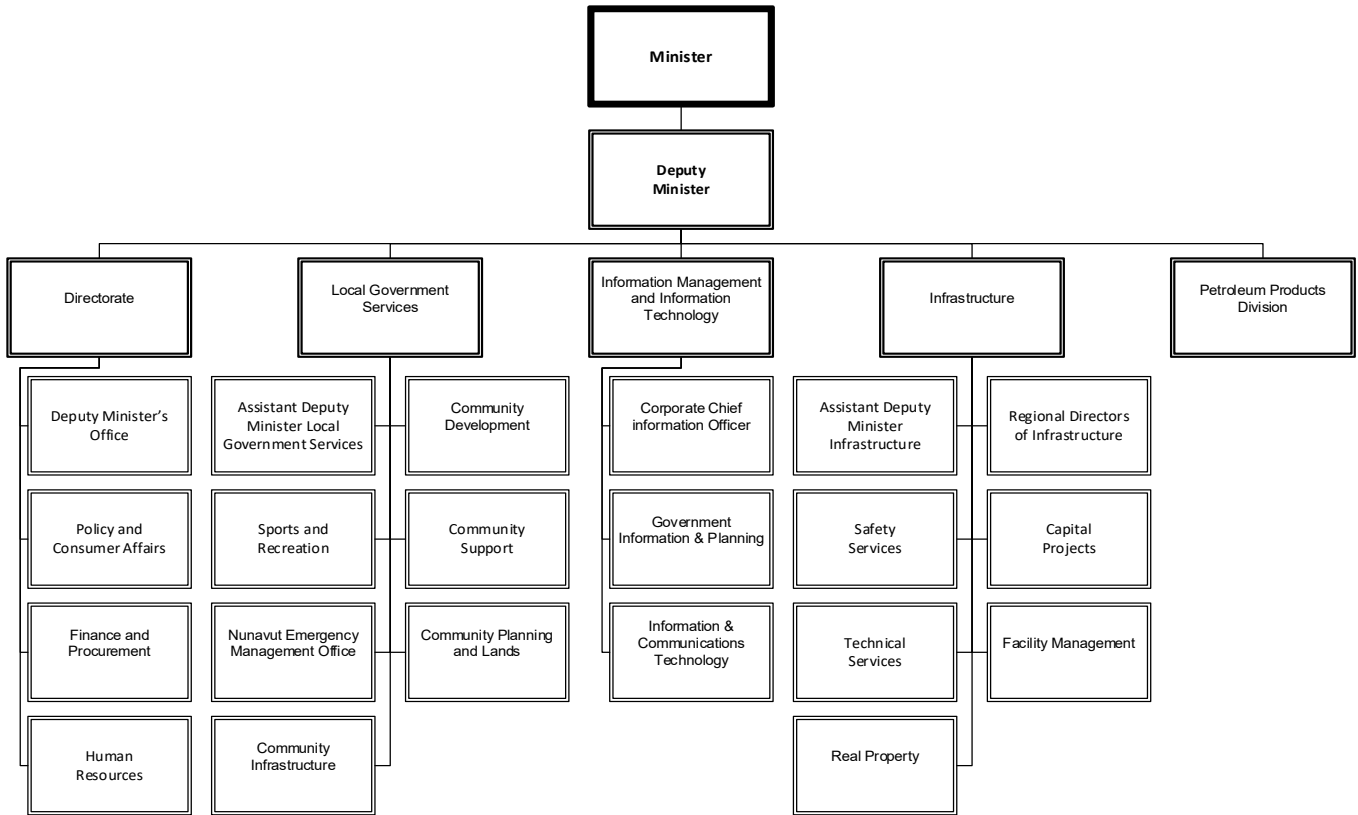 Minister
Deputy
Minister
Directorate
Local Government
Services
Information Management
and Information
Technology
Infrastructure
Petroleum Products
Division
Deputy Minister's
Office
Policy and
Consumer Affairs
Finance and
Procurement
Human
Resources
Assistant Deputy
Minister Local
Government Services
Sports and
Recreation
Nunavut Emergency
Management Office
Community
Infrastructure
Community
Development
Community
Support
Community Planning
and Lands
Corporate Chief
information Officer
Government
Information & Planning
Information &
Communications
Technology
Assistant Deputy
Minister
Infrastructure
Safety
Services
Technical
Services
Real Property
Regional Directors
of Infrastructure
Capital
Projects
Facility Management